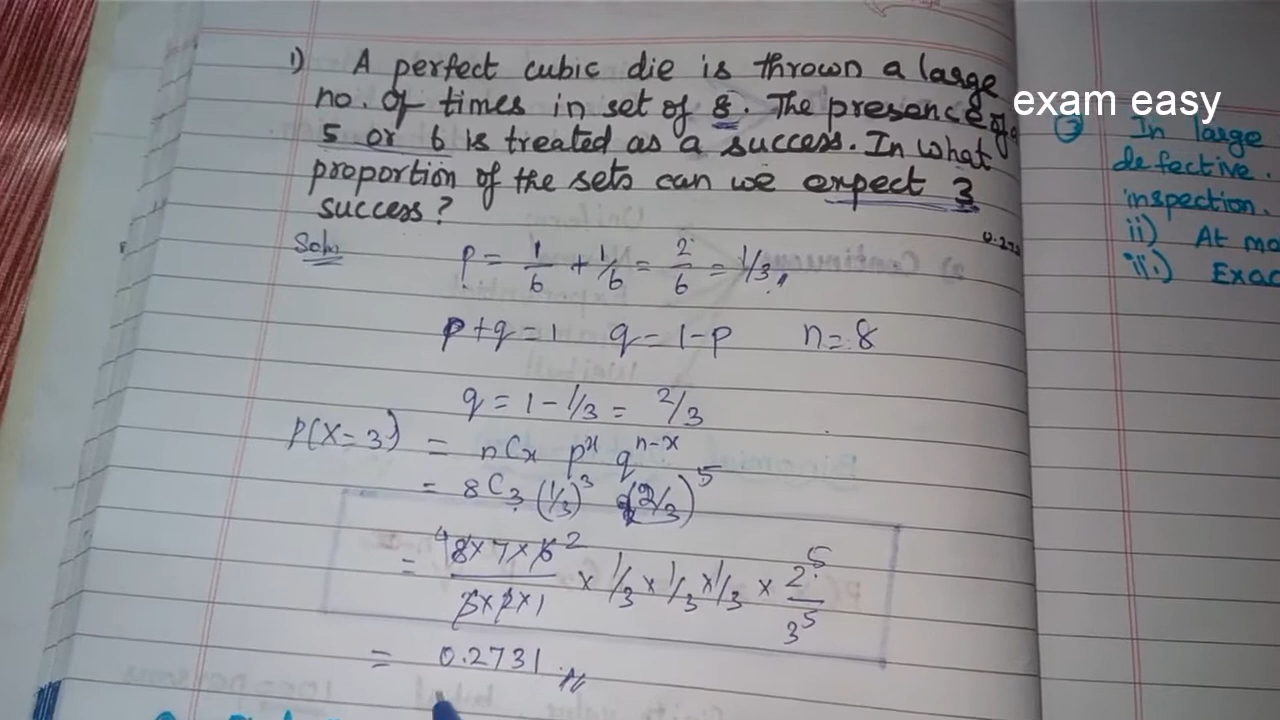 1) A perfect cubic die is thrown a large
no. of times in set of 8. The presence of a
5 or 6 is treated as a success. In what
proportion of the sets can we expect 3
success?
Soln
p = 1/6 + 1/6 = 2/6 = 1/3
p+q = 1 q = 1-p n = 8
q = 1 - 1/3 = 2/3
P(X=3) = nCx p^x q^n-x
= 8C3 (1/3)^3 (2/3)^5
= 4 8×7×6 2 / 3×2×1 × 1/3 × 1/3 × 1/3 × 2^5 / 3^5
= 0.2731
exam easy
In large
defective.
inspection.
ii) At
iii) Exac